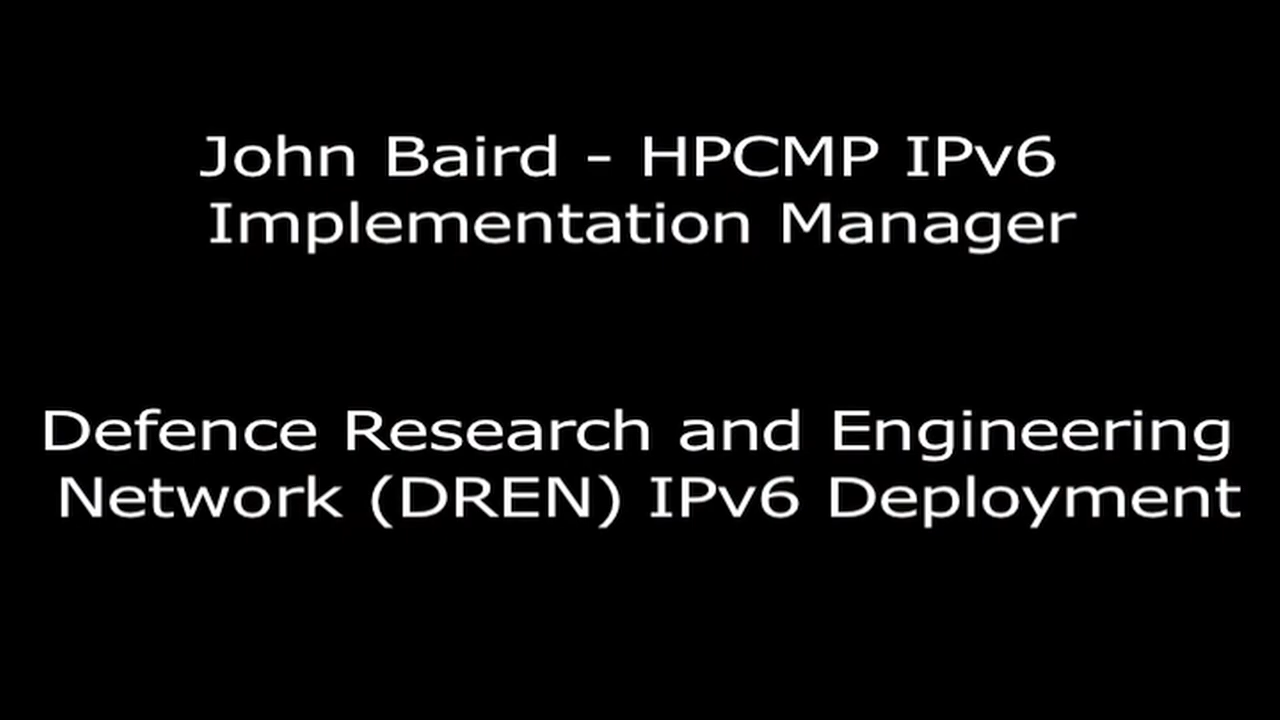 John Baird - HPCMP IPv6
Implementation Manager
Defence Research and Engineering
Network (DREN) IPv6 Deployment